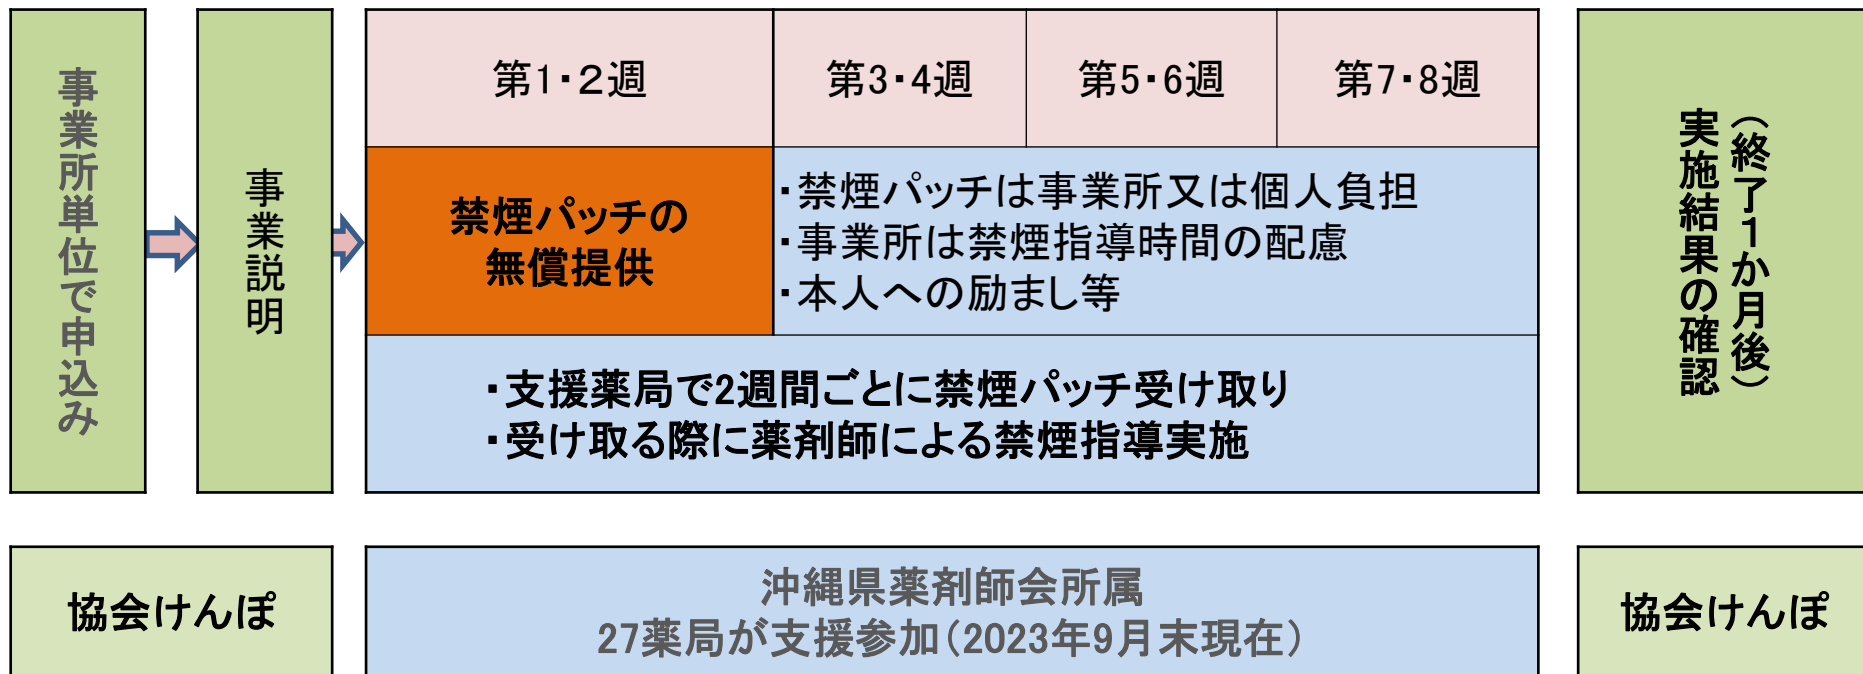 事業所単位で申込み
事業説明
第1・2週
第3・4週
第5・6週
第7・8週
禁煙パッチの
無償提供
・禁煙パッチは事業所又は個人負担
・事業所は禁煙指導時間の配慮
・本人への励まし等
・支援薬局で2週間ごとに禁煙パッチ受け取り
・受け取る際に薬剤師による禁煙指導実施
（終了1か月後）
実施結果の確認
協会けんぽ
沖縄県薬剤師会所属
27薬局が支援参加（2023年9月末現在）
協会けんぽ